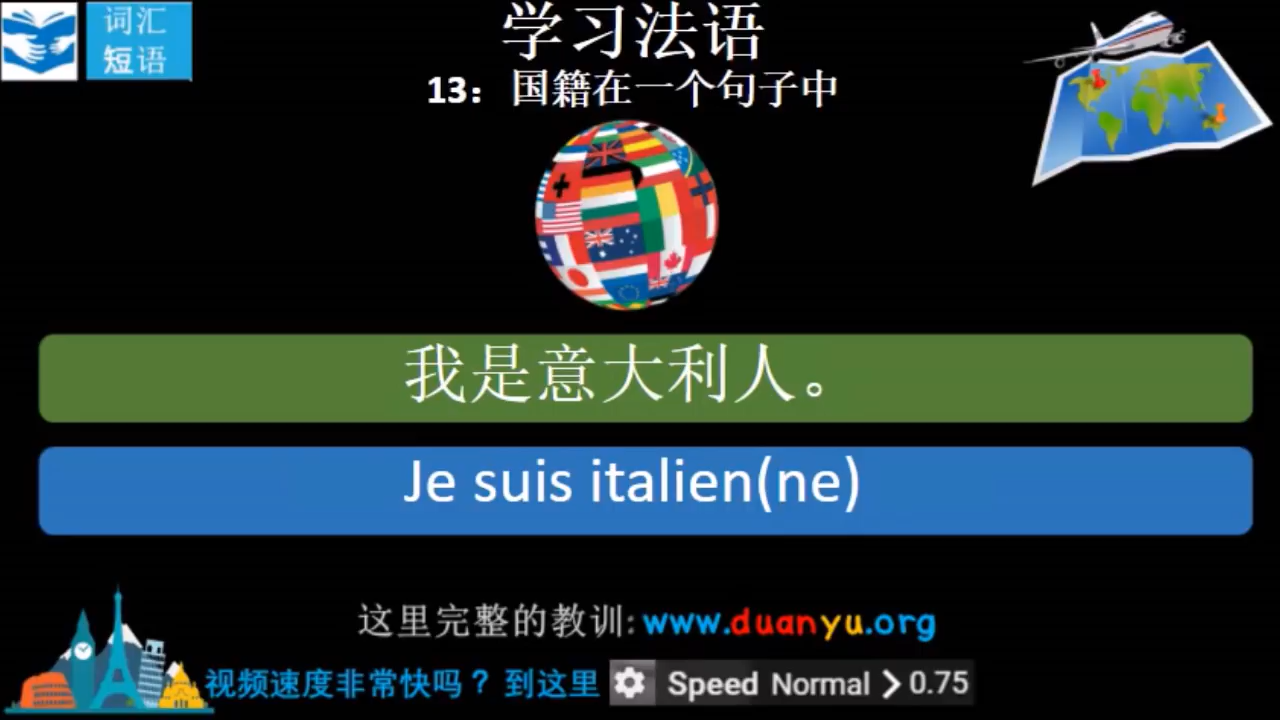 词汇
短语
学习法语
13：国籍在一个句子中
我是意大利人。
Je suis italien(ne)
这里完整的教训: www.duanyu.org
视频速度非常快吗？ 到这里 Speed Normal > 0.75